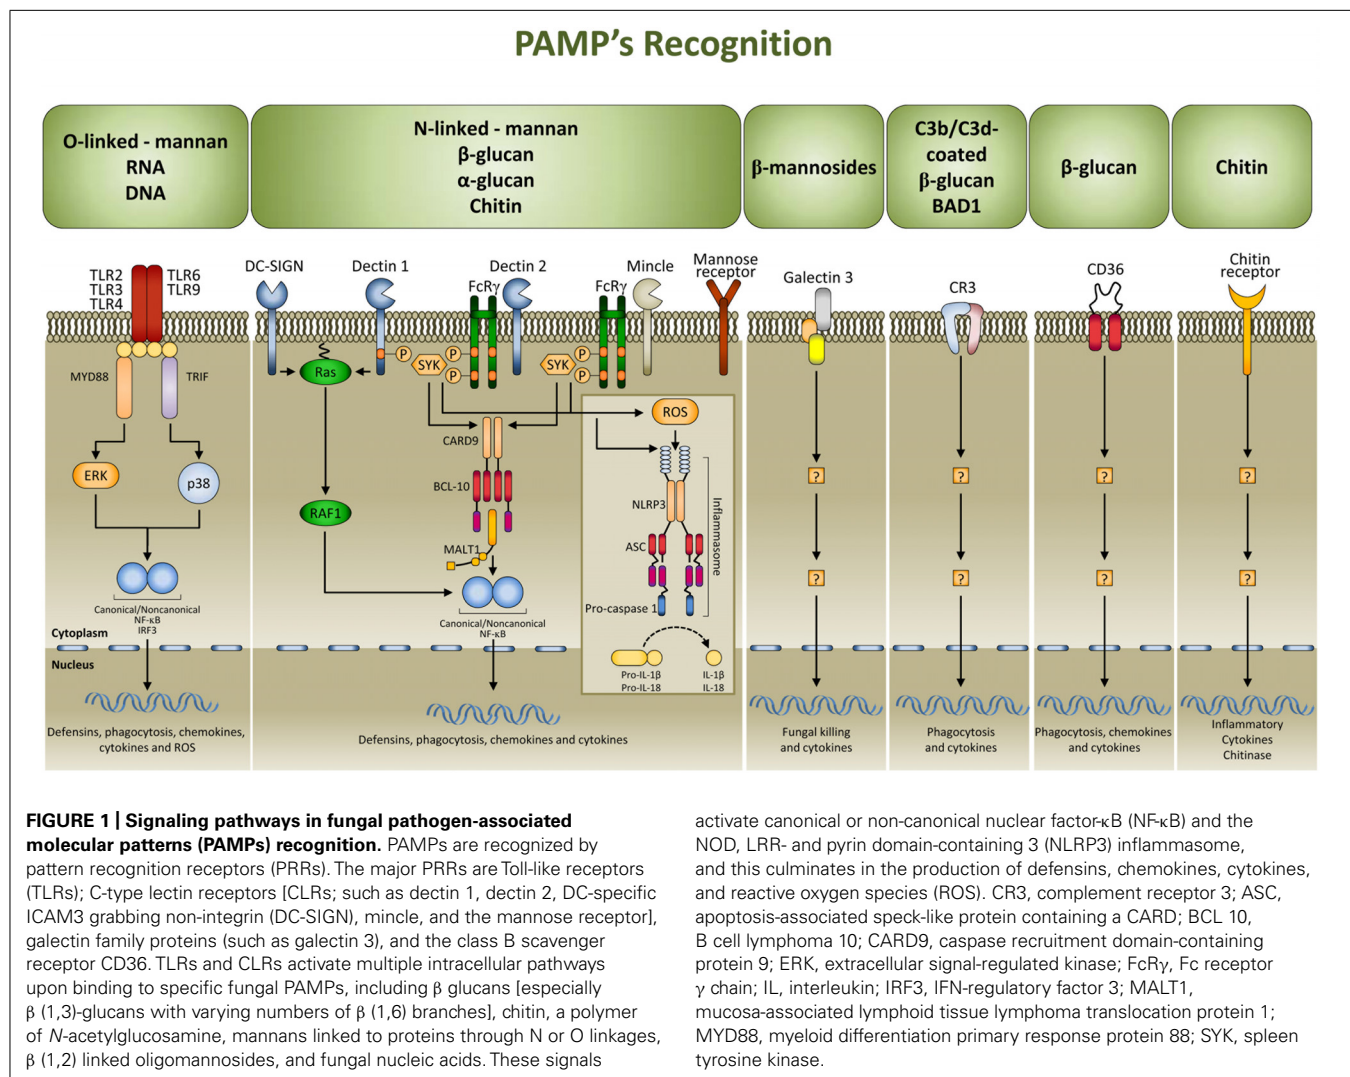 PAMP's Recognition
O-linked - mannan
RNA
DNA
N-linked - mannan
β-glucan
α-glucan
Chitin
β-mannosides
C3b/C3d-
coated
β-glucan
BAD1
β-glucan
Chitin
TLR2
TLR3
TLR4
TLR6
TLR9
MYD88
TRIF
ERK
p38
Canonical/Noncanonical
NF-κB
IRF3
Cytoplasm
Nucleus
Defensins, phagocytosis, chemokines,
cytokines and ROS
DC-SIGN
Dectin 1
FcRγ
Dectin 2
FcRγ
Mincle
Mannose
receptor
Ras
P
SYK
P
P
SYK
P
P
RAF1
CARD9
BCL-10
MALT1
Canonical/Noncanonical
NF-κB
ROS
NLRP3
ASC
Pro-caspase 1
Inflammasome
Pro-IL-1β
Pro-IL-18
IL-1β
IL-18
Defensins, phagocytosis, chemokines and cytokines
Galectin 3
?
?
Fungal killing
and cytokines
CR3
?
?
Phagocytosis
and cytokines
CD36
?
?
Phagocytosis, chemokines
and cytokines
Chitin
receptor
?
?
Inflammatory
Cytokines
Chitinase
FIGURE 1 | Signaling pathways in fungal pathogen-associated
molecular patterns (PAMPs) recognition. PAMPs are recognized by
pattern recognition receptors (PRRs). The major PRRs are Toll-like receptors
(TLRs); C-type lectin receptors [CLRs; such as dectin 1, dectin 2, DC-specific
ICAM3 grabbing non-integrin (DC-SIGN), mincle, and the mannose receptor],
galectin family proteins (such as galectin 3), and the class B scavenger
receptor CD36. TLRs and CLRs activate multiple intracellular pathways
upon binding to specific fungal PAMPs, including β glucans [especially
β (1,3)-glucans with varying numbers of β (1,6) branches], chitin, a polymer
of N-acetylglucosamine, mannans linked to proteins through N or O linkages,
β (1,2) linked oligomannosides, and fungal nucleic acids. These signals
activate canonical or non-canonical nuclear factor-κB (NF-κB) and the
NOD, LRR- and pyrin domain-containing 3 (NLRP3) inflammasome,
and this culminates in the production of defensins, chemokines, cytokines,
and reactive oxygen species (ROS). CR3, complement receptor 3; ASC,
apoptosis-associated speck-like protein containing a CARD; BCL 10,
B cell lymphoma 10; CARD9, caspase recruitment domain-containing
protein 9; ERK, extracellular signal-regulated kinase; FcRγ, Fc receptor
γ chain; IL, interleukin; IRF3, IFN-regulatory factor 3; MALT1,
mucosa-associated lymphoid tissue lymphoma translocation protein 1;
MYD88, myeloid differentiation primary response protein 88; SYK, spleen
tyrosine kinase.